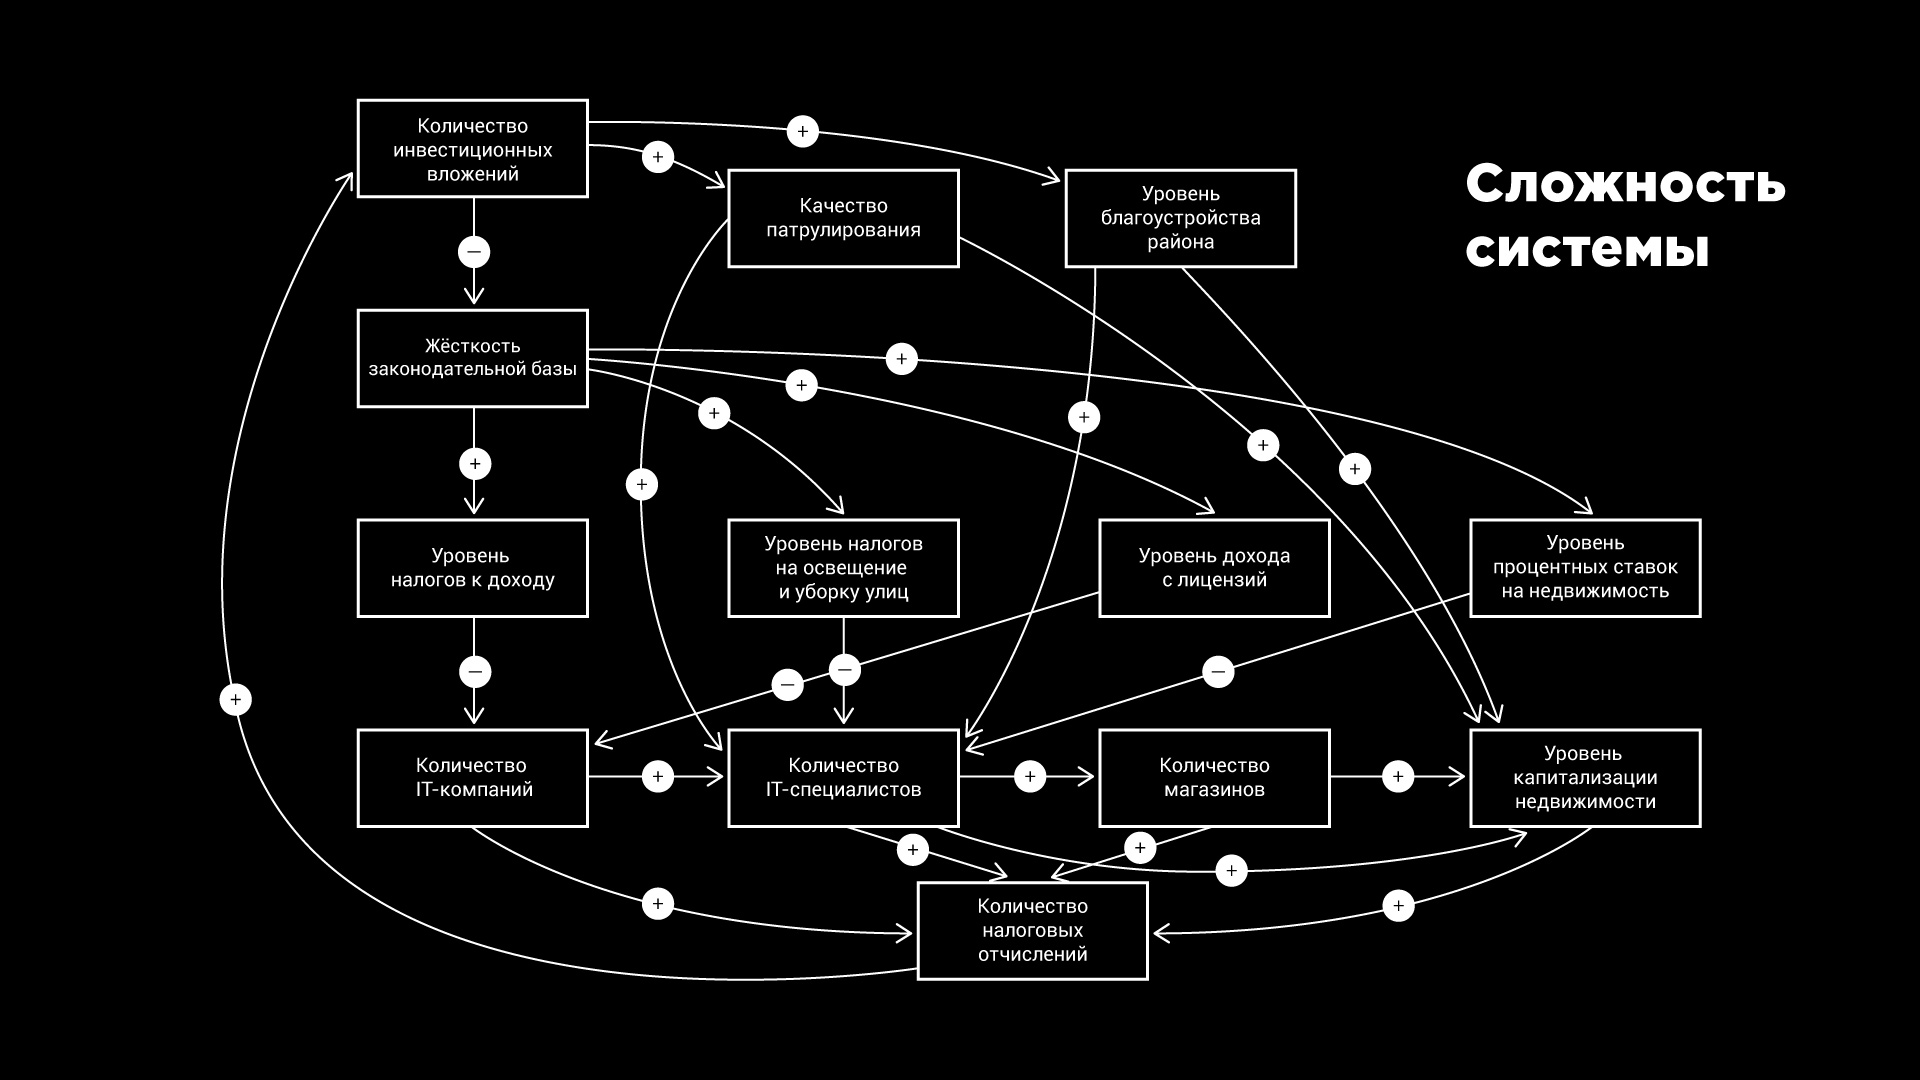 Сложность
системы
Количество
инвестиционных
вложений
+
+
Качество
патрулирования
Уровень
благоустройства
района
−
Жёсткость
законодательной базы
+
+
+
+
+
+
+
+
Уровень
налогов к доходу
Уровень налогов
на освещение
и уборку улиц
Уровень дохода
с лицензий
Уровень
процентных ставок
на недвижимость
−
−
−
−
+
Количество
IT-компаний
+
Количество
IT-специалистов
+
Количество
магазинов
+
Уровень
капитализации
недвижимости
+
+
+
+
+
Количество
налоговых
отчислений